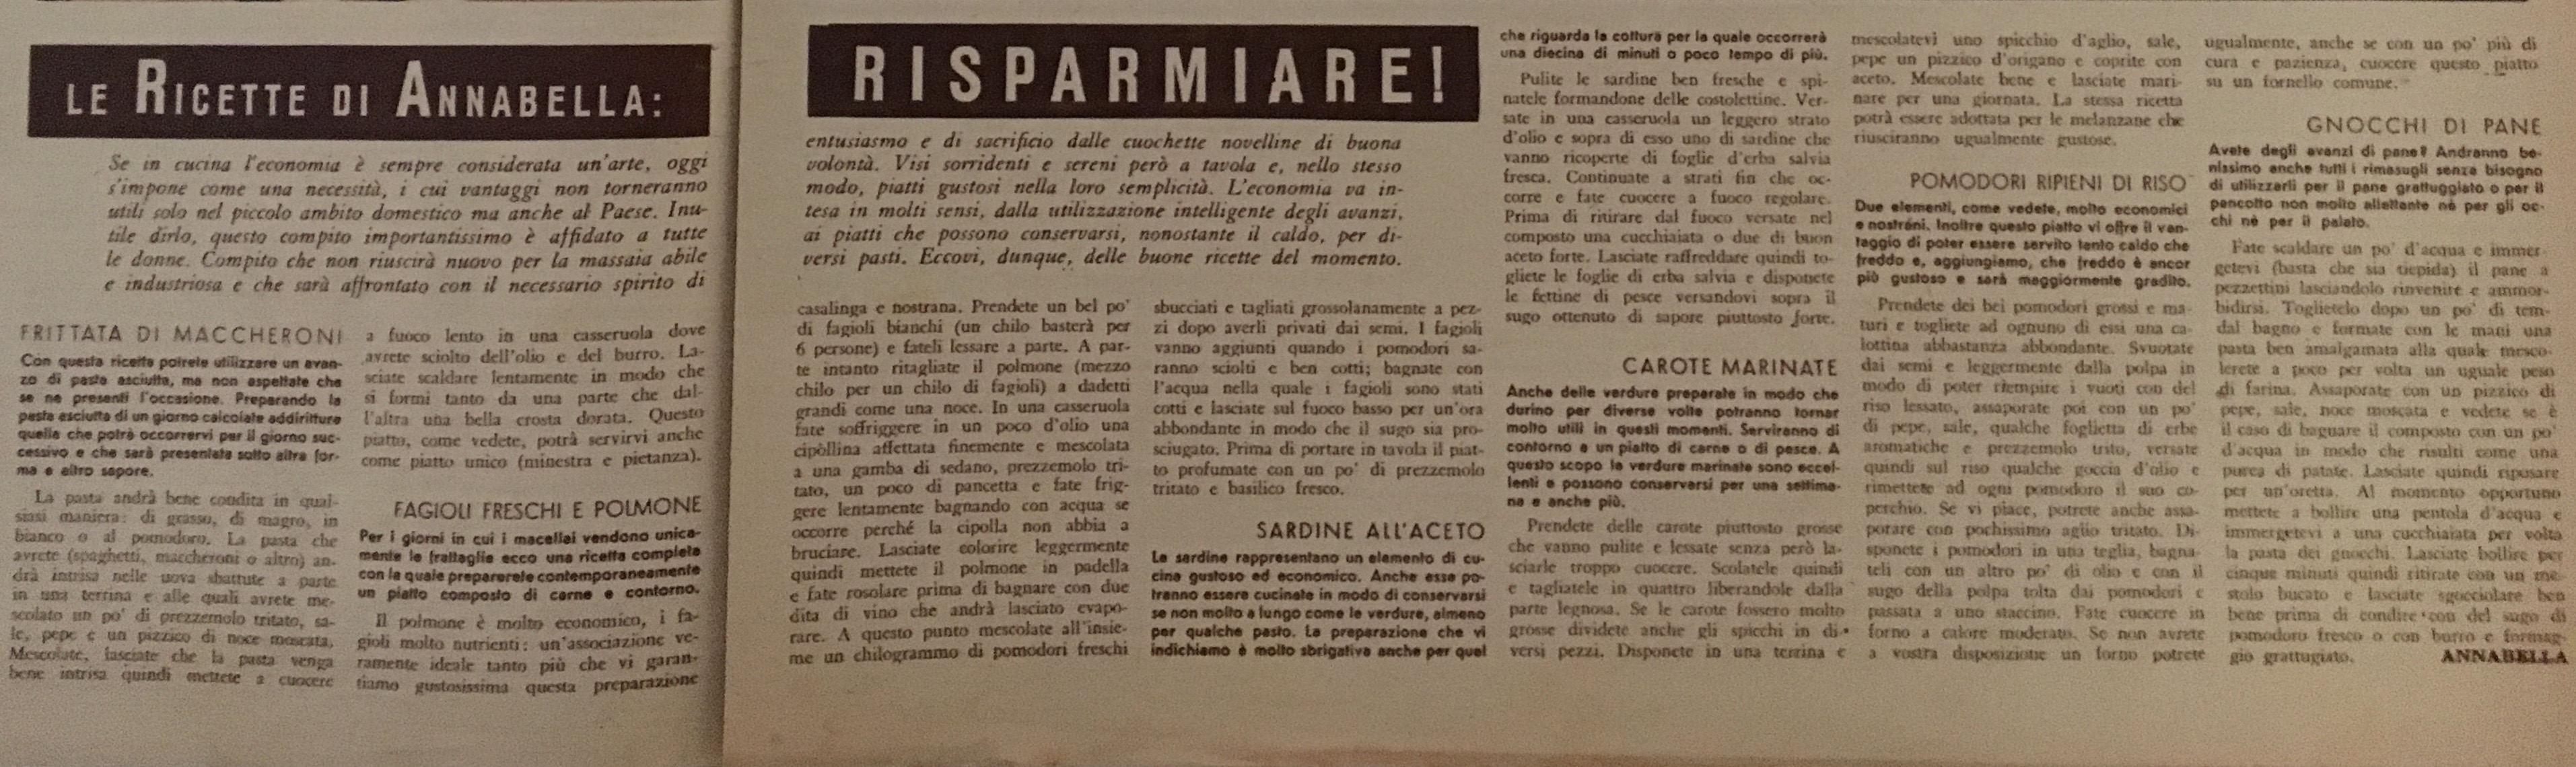 LE RICETTE DI ANNABELLA:
RISPARMIARE!
Se in cucina l'economia è sempre considerata un'arte, oggi
s'impone come una necessità, i cui vantaggi non torneranno
utili solo nel piccolo ambito domestico ma anche al Paese. Inu-
tile dirlo, questo compito importantissimo è affidato a tutte
le donne. Compito che non riuscirà nuovo per la massaia abile
e industriosa e che sarà affrontato con il necessario spirito di
entusiasmo e di sacrificio dalle cuochette novelline di buona
volontà. Visi sorridenti e sereni però a tavola e, nello stesso
modo, piatti gustosi nella loro semplicità. L'economia va in-
tesa in molti sensi, dalla utilizzazione intelligente degli avanzi,
ai piatti che possono conservarsi, nonostante il caldo, per di-
versi pasti. Eccovi, dunque, delle buone ricette del momento.
FRITTATA DI MACCHERONI
Con questa ricetta potrete utilizzare un avan-
zo di pasta asciutta, ma non aspettate che
se ne presenti l'occasione. Preparando la
pasta asciutta di un giorno calcolate addirittura
quella che potrà occorrervi per il giorno suc-
cessivo e che sarà presentata sotto altra for-
ma e altro sapore.
La pasta andrà bene condita in qual-
siasi maniera: di grasso, di magro, in
bianco o al pomodoro. La pasta che
avrete (spaghetti, maccheroni o altro) an-
drà intrisa nelle uova sbattute a parte
in una terrina e alle quali avrete me-
scolato un po' di prezzemolo tritato, sa-
le, pepe e un pizzico di noce moscata.
Mescolate, lasciate che la pasta venga
bene intrisa quindi mettete a cuocere
a fuoco lento in una casseruola dove
avrete sciolto dell'olio e del burro. La-
sciate scaldare lentamente in modo che
si formi tanto da una parte che dal-
l'altra una bella crosta dorata. Questo
piatto, come vedete, potrà servirvi anche
come piatto unico (minestra e pietanza).
FAGIOLI FRESCHI E POLMONE
Per i giorni in cui i macellai vendono unica-
mente le frattaglie ecco una ricetta completa
con la quale preparerete contemporaneamente
un piatto composto di carne e contorno.
Il polmone è molto economico, i fa-
gioli molto nutrienti: un'associazione ve-
ramente ideale tanto più che vi garan-
tiamo gustosissima questa preparazione
casalinga e nostrana. Prendete un bel po'
di fagioli bianchi (un chilo basterà per
6 persone) e fateli lessare a parte. A par-
te intanto ritagliate il polmone (mezzo
chilo per un chilo di fagioli) a dadetti
grandi come una noce. In una casseruola
fate soffriggere in un poco d'olio una
cipollina affettata finemente e mescolata
a una gamba di sedano, prezzemolo tri-
tato, un poco di pancetta e fate frig-
gere lentamente bagnando con acqua se
occorre perché la cipolla non abbia a
bruciare. Lasciate colorire leggermente
quindi mettete il polmone in padella
e fate rosolare prima di bagnare con due
dita di vino che andrà lasciato evapo-
rare. A questo punto mescolate all'insie-
me un chilogrammo di pomodori freschi
sbucciati e tagliati grossolanamente a pez-
zi dopo averli privati dai semi. I fagioli
vanno aggiunti quando i pomodori sa-
ranno sciolti e ben cotti; bagnate con
l'acqua nella quale i fagioli sono stati
cotti e lasciate sul fuoco basso per un'ora
abbondante in modo che il sugo sia pro-
sciugato. Prima di portare in tavola il piat-
to profumate con un po' di prezzemolo
tritato e basilico fresco.
SARDINE ALL'ACETO
Le sardine rappresentano un elemento di cu-
cina gustoso ed economico. Anche esse po-
tranno essere cucinate in modo di conservarsi
se non molto a lungo come le verdure, almeno
per qualche pasto. La preparazione che vi
indichiamo è molto sbrigativa anche per quel
che riguarda la cottura per la quale occorrerà
una diecina di minuti o poco tempo di più.
Pulite le sardine ben fresche e spi-
natele formandone delle costolettine. Ver-
sate in una casseruola un leggero strato
d'olio e sopra di esso uno di sardine che
vanno ricoperte di foglie d'erba salvia
fresca. Continuate a strati fin che oc-
corre e fate cuocere a fuoco regolare.
Prima di ritirare dal fuoco versate nel
composto una cucchiaiata o due di buon
aceto forte. Lasciate raffreddare quindi to-
gliete le foglie di erba salvia e disponete
le fettine di pesce versandovi sopra il
sugo ottenuto di sapore piuttosto forte.
CAROTE MARINATE
Anche delle verdure preparate in modo che
durino per diverse volte potranno tornar
molto utili in questi momenti. Serviranno di
contorno a un piatto di carne o di pesce. A
questo scopo le verdure marinate sono eccel-
lenti e possono conservarsi per una settima-
na e anche più.
Prendete delle carote piuttosto grosse
che vanno pulite e lessate senza però la-
sciarle troppo cuocere. Scolatele quindi
e tagliatele in quattro liberandole dalla
parte legnosa. Se le carote fossero molto
grosse dividete anche gli spicchi in di-
versi pezzi. Disponete in una terrina e
mescolatevi uno spicchio d'aglio, sale,
pepe un pizzico d'origano e coprite con
aceto. Mescolate bene e lasciate mari-
nare per una giornata. La stessa ricetta
potrà essere adottata per le melanzane che
riusciranno ugualmente gustose.
POMODORI RIPIENI DI RISO
Due elementi, come vedete, molto economici
e nostrani. Inoltre questo piatto vi offre il van-
taggio di poter essere servito tanto caldo che
freddo e, aggiungiamo, che freddo è ancor
più gustoso e sarà maggiormente gradito.
Prendete dei bei pomodori grossi e ma-
turi e togliete ad ognuno di essi una ca-
lottina abbastanza abbondante. Svuotate
dai semi e leggermente dalla polpa in
modo di poter riempire i vuoti con del
riso lessato, assaporate poi con un po'
di pepe, sale, qualche foglietta di erbe
aromatiche e prezzemolo trito, versate
quindi sul riso qualche goccia d'olio e
rimettete ad ogni pomodoro il suo co-
perchio. Se vi piace, potrete anche assa-
porare con pochissimo aglio tritato. Di-
sponete i pomodori in una teglia, bagna-
teli con un altro po' di olio e con il
sugo della polpa tolta dai pomodori e
passata a uno staccino. Fate cuocere in
forno a calore moderato. Se non avrete
a vostra disposizione un forno potrete
ugualmente, anche se con un po' più di
cura e pazienza, cuocere questo piatto
su un fornello comune.
GNOCCHI DI PANE
Avete degli avanzi di pane? Andranno be-
nissimo anche tutti i rimasugli senza bisogno
di utilizzarli per il pane grattuggiato o per il
pancotto non molto allettante nè per gli oc-
chi nè per il palato.
Fate scaldare un po' d'acqua e immer-
getevi (basta che sia tiepida) il pane a
pezzettini lasciandolo rinvenire e ammor-
bidirsi. Toglietelo dopo un po' di tem-
dal bagno e formate con le mani una
pasta ben amalgamata alla quale mesco-
lerete a poco per volta un uguale peso
di farina. Assaporate con un pizzico di
pepe, sale, noce moscata e vedete se è
il caso di bagnare il composto con un po'
d'acqua in modo che risulti come una
purea di patate. Lasciate quindi riposare
per un'oretta. Al momento opportuno
mettete a bollire una pentola d'acqua e
immergetevi a una cucchiaiata per volta
la pasta dei gnocchi. Lasciate bollire per
cinque minuti quindi ritirate con un me-
stolo bucato e lasciate sgocciolare ben
bene prima di condire con del sugo di
pomodoro fresco o con burro e formag-
gio grattugiato.
ANNABELLA